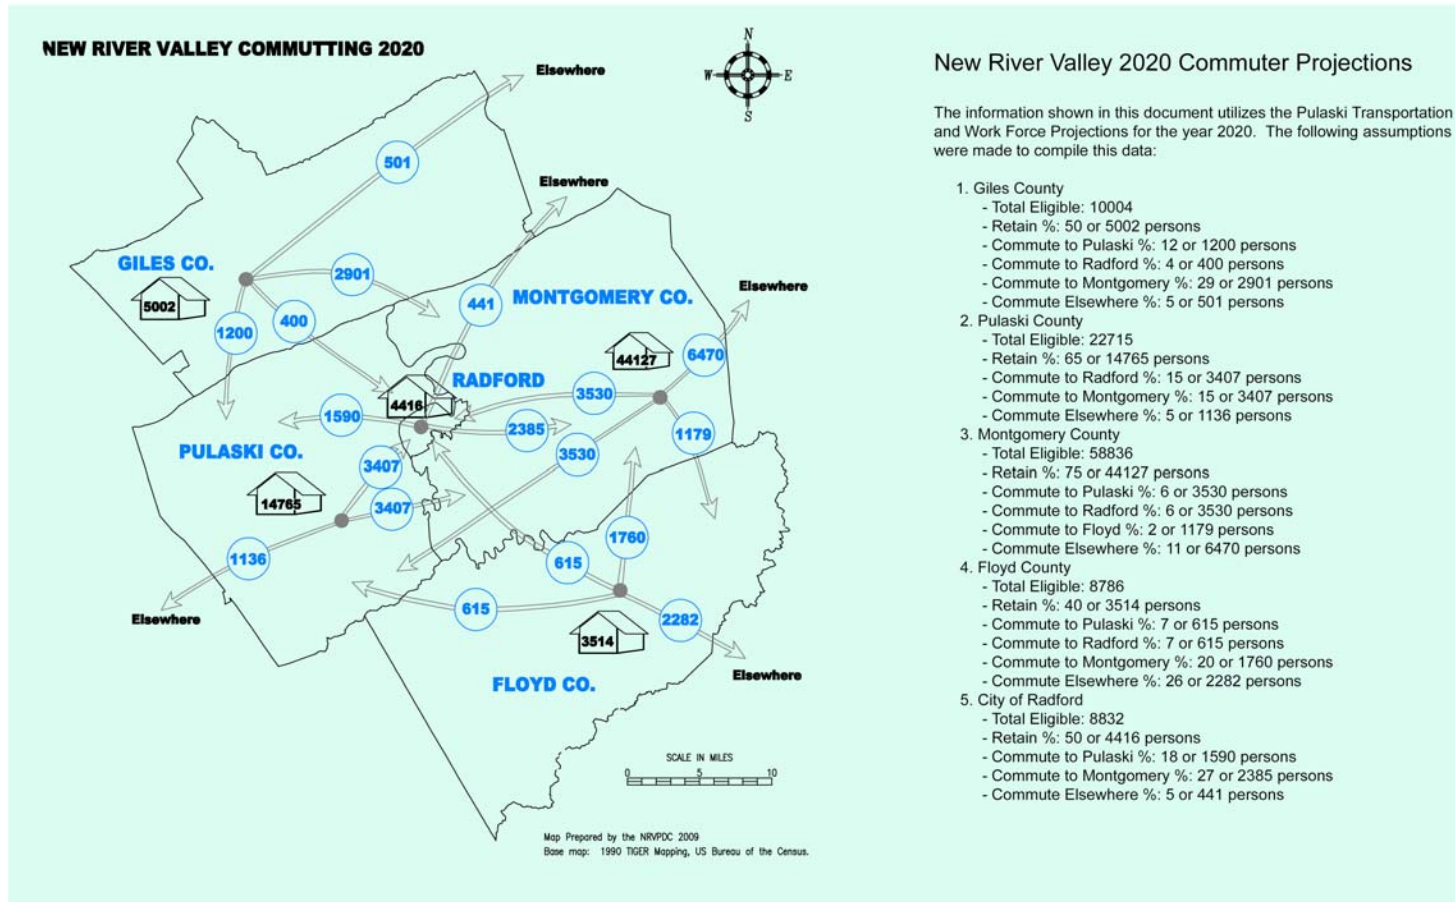 NEW RIVER VALLEY COMMUTTING 2020
N
W
E
S
Elsewhere
501
Elsewhere
GILES CO.
2901
5002
441
MONTGOMERY CO.
Elsewhere
1200
400
44127
6470
RADFORD
4416
3530
1590
2385
1179
PULASKI CO.
3407
3530
14765
3407
1136
1760
615
Elsewhere
615
2282
3514
Elsewhere
FLOYD CO.
SCALE IN MILES
0 5 10
Map Prepared by the NRVPDC 2009
Base map: 1990 TIGER Mapping, US Bureau of the Census.
New River Valley 2020 Commuter Projections
The information shown in this document utilizes the Pulaski Transportation
and Work Force Projections for the year 2020. The following assumptions
were made to compile this data:
1. Giles County
- Total Eligible: 10004
- Retain %: 50 or 5002 persons
- Commute to Pulaski %: 12 or 1200 persons
- Commute to Radford %: 4 or 400 persons
- Commute to Montgomery %: 29 or 2901 persons
- Commute Elsewhere %: 5 or 501 persons
2. Pulaski County
- Total Eligible: 22715
- Retain %: 65 or 14765 persons
- Commute to Radford %: 15 or 3407 persons
- Commute to Montgomery %: 15 or 3407 persons
- Commute Elsewhere %: 5 or 1136 persons
3. Montgomery County
- Total Eligible: 58836
- Retain %: 75 or 44127 persons
- Commute to Pulaski %: 6 or 3530 persons
- Commute to Radford %: 6 or 3530 persons
- Commute to Floyd %: 2 or 1179 persons
- Commute Elsewhere %: 11 or 6470 persons
4. Floyd County
- Total Eligible: 8786
- Retain %: 40 or 3514 persons
- Commute to Pulaski %: 7 or 615 persons
- Commute to Radford %: 7 or 615 persons
- Commute to Montgomery %: 20 or 1760 persons
- Commute Elsewhere %: 26 or 2282 persons
5. City of Radford
- Total Eligible: 8832
- Retain %: 50 or 4416 persons
- Commute to Pulaski %: 18 or 1590 persons
- Commute to Montgomery %: 27 or 2385 persons
- Commute Elsewhere %: 5 or 441 persons